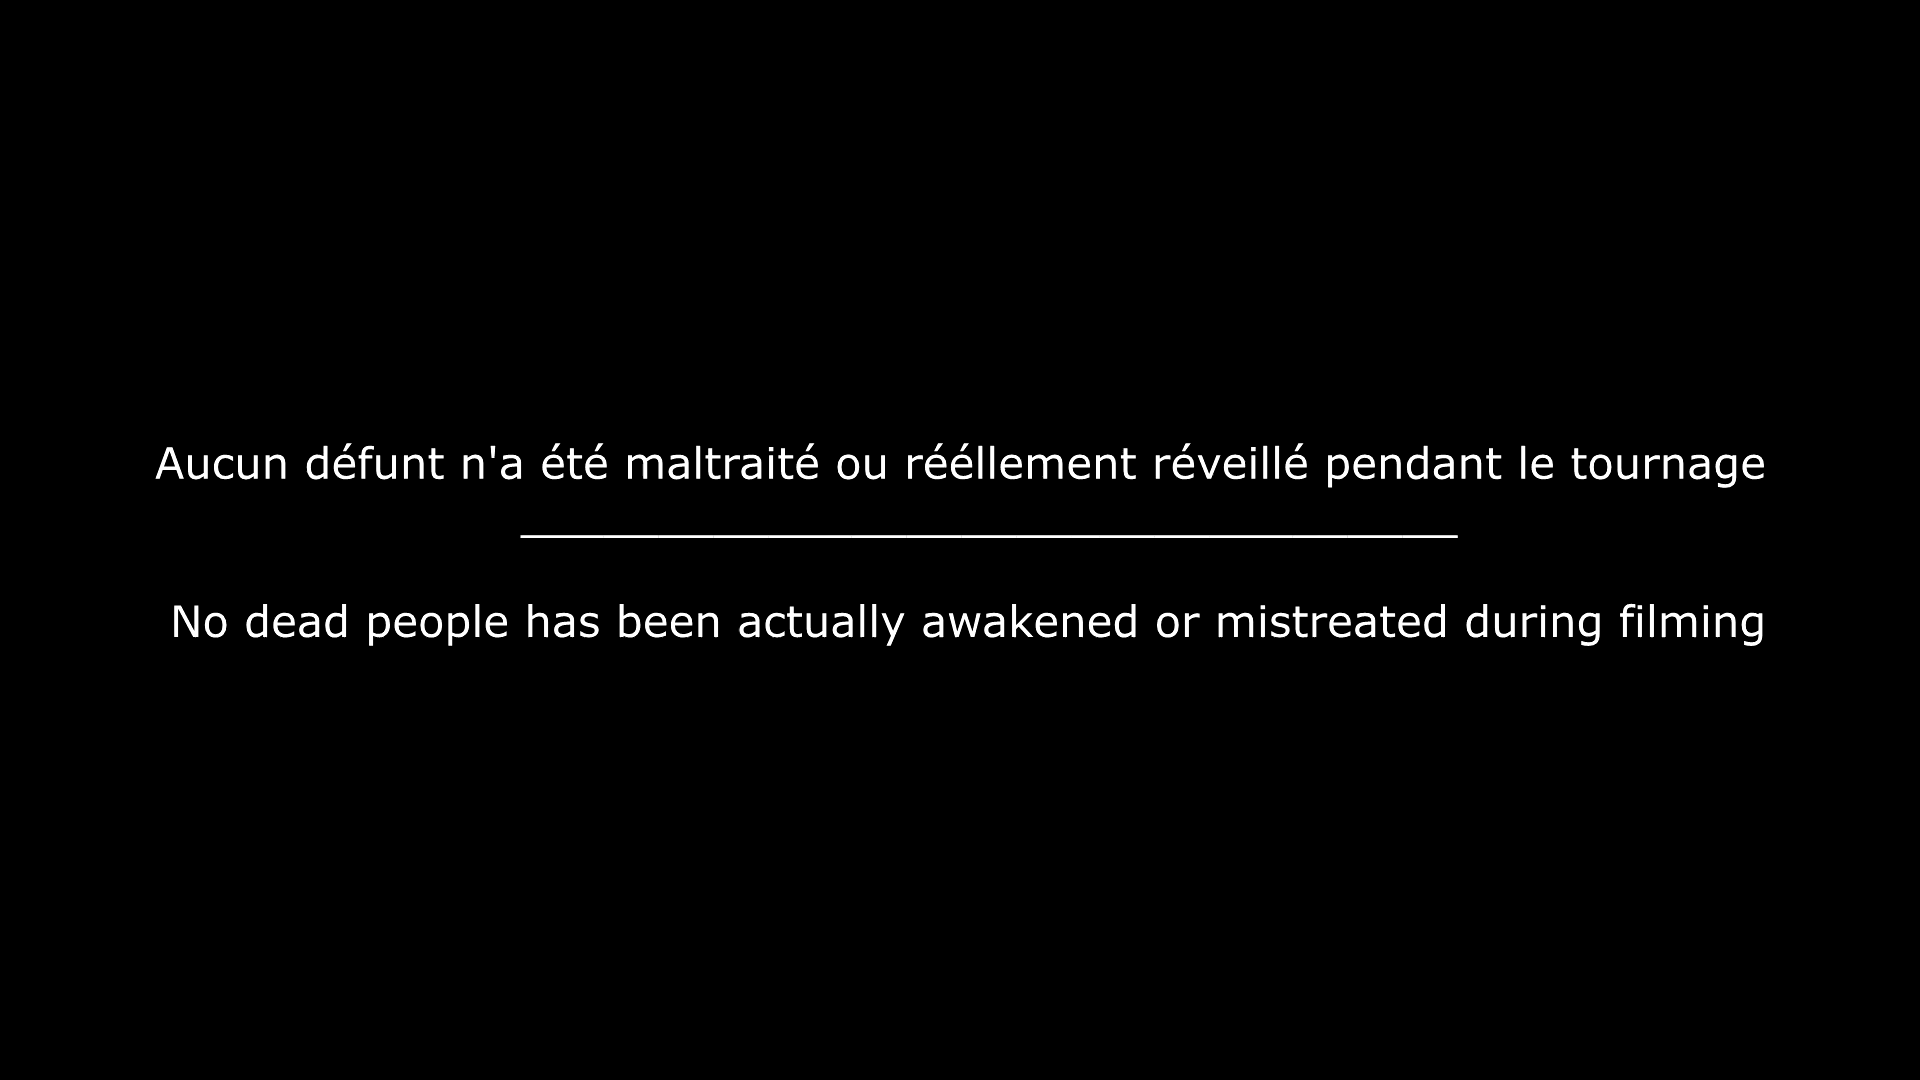 Aucun défunt n'a été maltraité ou rééllement réveillé pendant le tournage
No dead people has been actually awakened or mistreated during filming